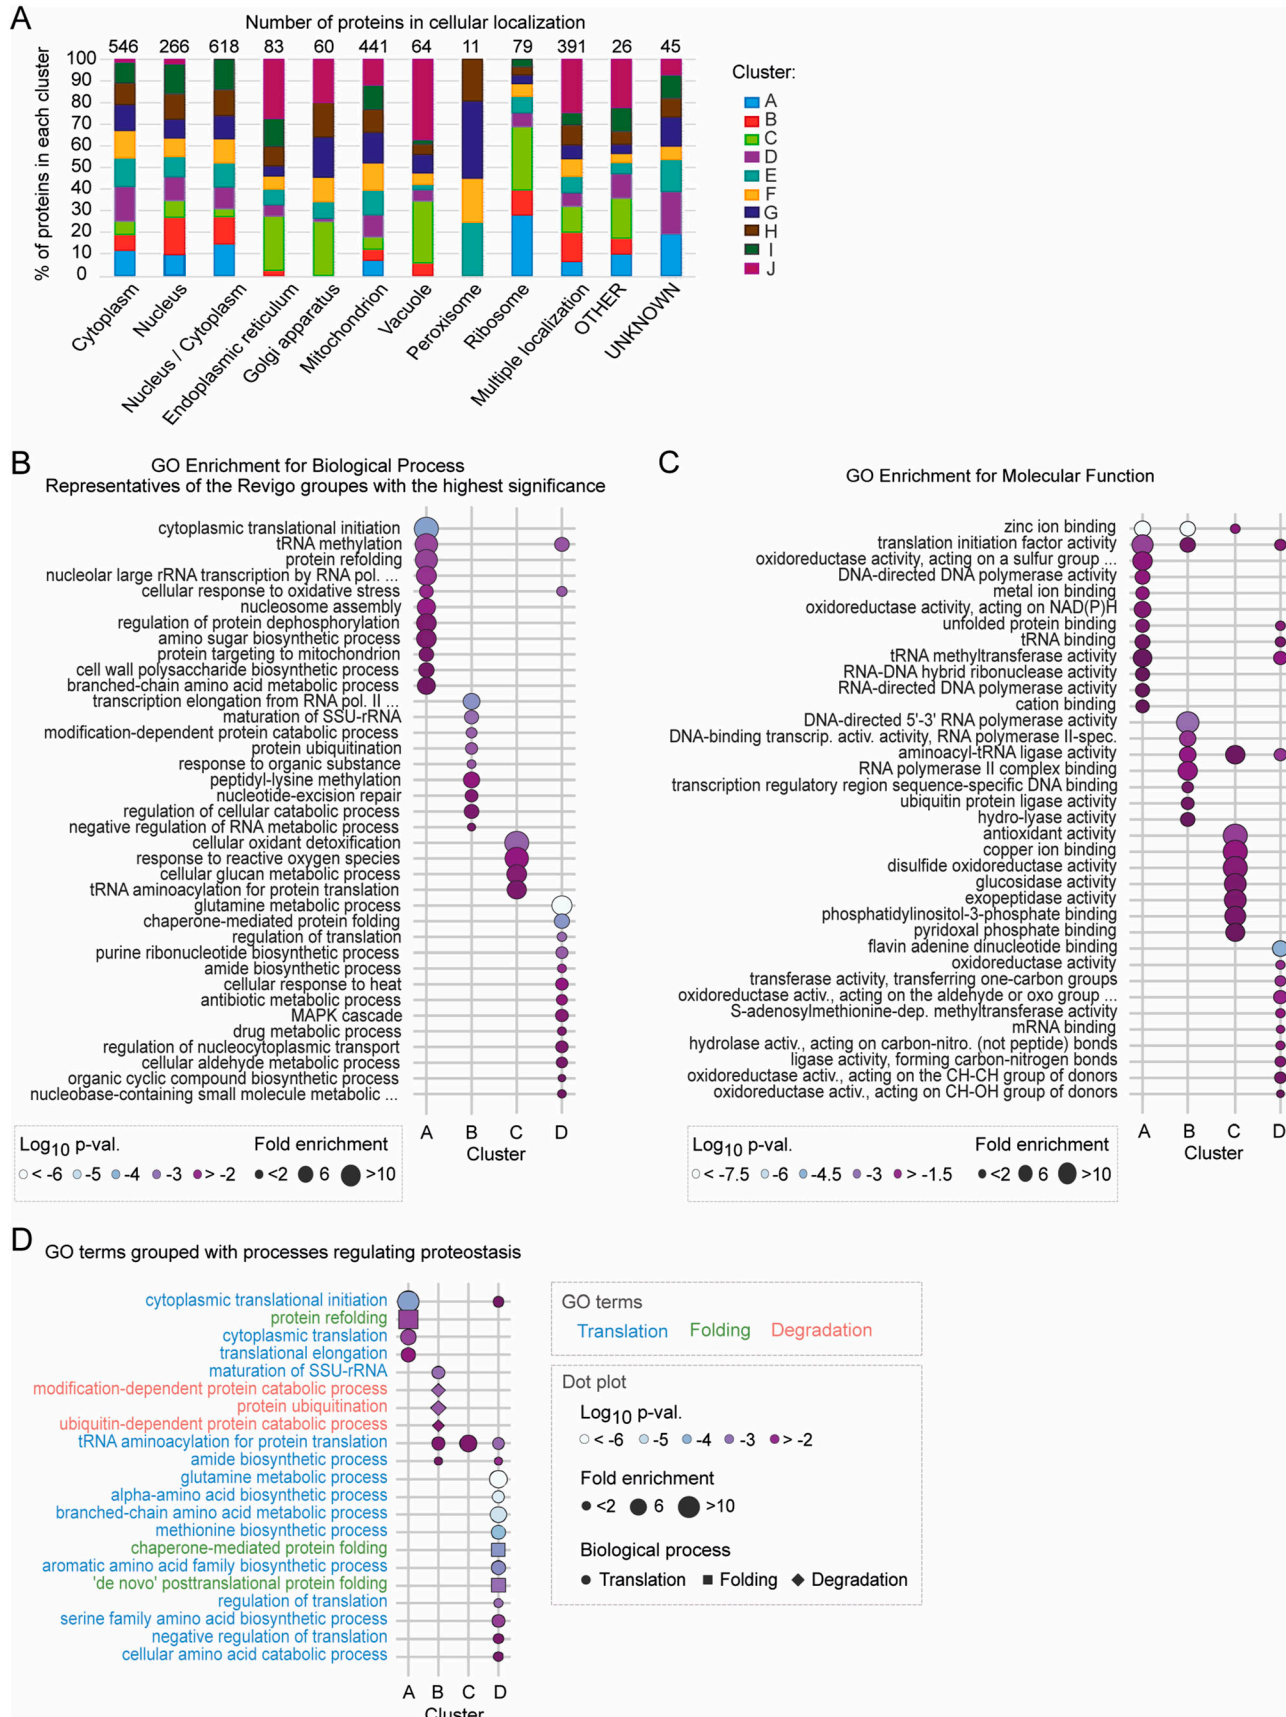 A
Number of proteins in cellular localization
546 266 618 83 60 441 64 11 79 391 26 45
% of proteins in each cluster
100
90
80
70
60
50
40
30
20
10
0
Cytoplasm
Nucleus
Nucleus / Cytoplasm
Endoplasmic reticulum
Golgi apparatus
Mitochondrion
Vacuole
Peroxisome
Ribosome
Multiple localization
OTHER
UNKNOWN
Cluster:
A
B
C
D
E
F
G
H
I
J
B
GO Enrichment for Biological Process
Representatives of the Revigo groupes with the highest significance
cytoplasmic translational initiation
tRNA methylation
protein refolding
nucleolar large rRNA transcription by RNA pol. ...
cellular response to oxidative stress
nucleosome assembly
regulation of protein dephosphorylation
amino sugar biosynthetic process
protein targeting to mitochondrion
cell wall polysaccharide biosynthetic process
branched-chain amino acid metabolic process
transcription elongation from RNA pol. II ...
maturation of SSU-rRNA
modification-dependent protein catabolic process
protein ubiquitination
response to organic substance
peptidyl-lysine methylation
nucleotide-excision repair
regulation of cellular catabolic process
negative regulation of RNA metabolic process
cellular oxidant detoxification
response to reactive oxygen species
cellular glucan metabolic process
tRNA aminoacylation for protein translation
glutamine metabolic process
chaperone-mediated protein folding
regulation of translation
purine ribonucleotide biosynthetic process
amide biosynthetic process
cellular response to heat
antibiotic metabolic process
MAPK cascade
drug metabolic process
regulation of nucleocytoplasmic transport
cellular aldehyde metabolic process
organic cyclic compound biosynthetic process
nucleobase-containing small molecule metabolic ...
A B C D
Cluster
Log10 p-val.
< -6 -5 -4 -3 > -2
Fold enrichment
<2 6 >10
C
GO Enrichment for Molecular Function
zinc ion binding
translation initiation factor activity
oxidoreductase activity, acting on a sulfur group ...
DNA-directed DNA polymerase activity
metal ion binding
oxidoreductase activity, acting on NAD(P)H
unfolded protein binding
tRNA binding
tRNA methyltransferase activity
RNA-DNA hybrid ribonuclease activity
RNA-directed DNA polymerase activity
cation binding
DNA-directed 5'-3' RNA polymerase activity
DNA-binding transcrip. activ. activity, RNA polymerase II-spec.
aminoacyl-tRNA ligase activity
RNA polymerase II complex binding
transcription regulatory region sequence-specific DNA binding
ubiquitin protein ligase activity
hydro-lyase activity
antioxidant activity
copper ion binding
disulfide oxidoreductase activity
glucosidase activity
exopeptidase activity
phosphatidylinositol-3-phosphate binding
pyridoxal phosphate binding
flavin adenine dinucleotide binding
oxidoreductase activity
transferase activity, transferring one-carbon groups
oxidoreductase activ., acting on the aldehyde or oxo group ...
S-adenosylmethionine-dep. methyltransferase activity
mRNA binding
hydrolase activ., acting on carbon-nitro. (not peptide) bonds
ligase activity, forming carbon-nitrogen bonds
oxidoreductase activ., acting on the CH-CH group of donors
oxidoreductase activ., acting on CH-OH group of donors
A B C D
Cluster
Log10 p-val.
< -7.5 -6 -4.5 -3 > -1.5
Fold enrichment
<2 6 >10
D
GO terms grouped with processes regulating proteostasis
cytoplasmic translational initiation
protein refolding
cytoplasmic translation
translational elongation
maturation of SSU-rRNA
modification-dependent protein catabolic process
protein ubiquitination
ubiquitin-dependent protein catabolic process
tRNA aminoacylation for protein translation
amide biosynthetic process
glutamine metabolic process
alpha-amino acid biosynthetic process
branched-chain amino acid metabolic process
methionine biosynthetic process
chaperone-mediated protein folding
aromatic amino acid family biosynthetic process
'de novo' posttranslational protein folding
regulation of translation
serine family amino acid biosynthetic process
negative regulation of translation
cellular amino acid catabolic process
A B C D
Cluster
GO terms
Translation Folding Degradation
Dot plot
Log10 p-val.
< -6 -5 -4 -3 > -2
Fold enrichment
<2 6 >10
Biological process
Translation Folding Degradation